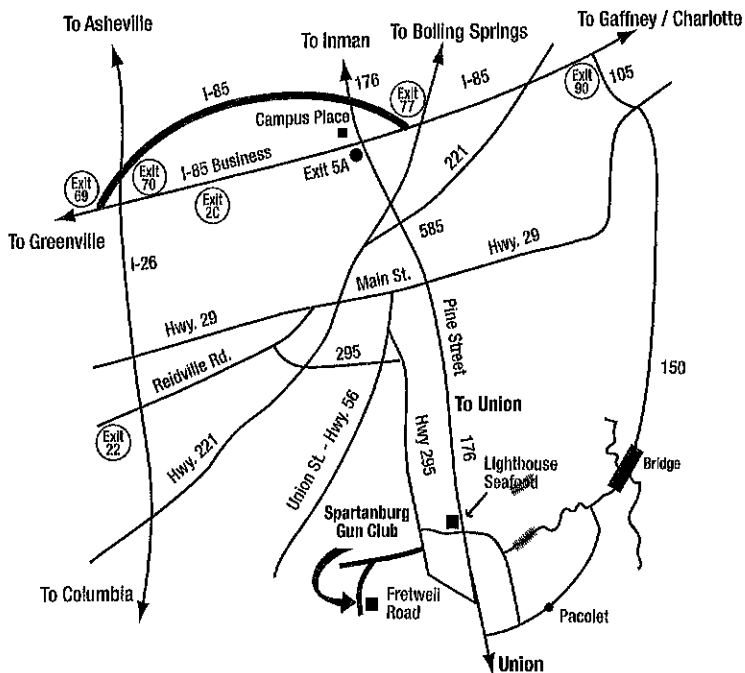 To Asheville
To Inman
To Boiling Springs
To Gaffney / Charlotte
I-85
176
Exit
77
I-85
Exit
90
105
Campus Place
Exit
69
Exit
70
I-85 Business
Exit
2C
Exit 5A
221
To Greenville
585
Hwy. 29
I-26
Main St.
Hwy. 29
Pine Street
Reidville Rd.
295
150
To Union
Exit
22
Hwy. 221
Union St. - Hwy. 56
Hwy 295
176
Lighthouse
Seafood
Bridge
Spartanburg
Gun Club
To Columbia
Fretwell
Road
Pacolet
Union